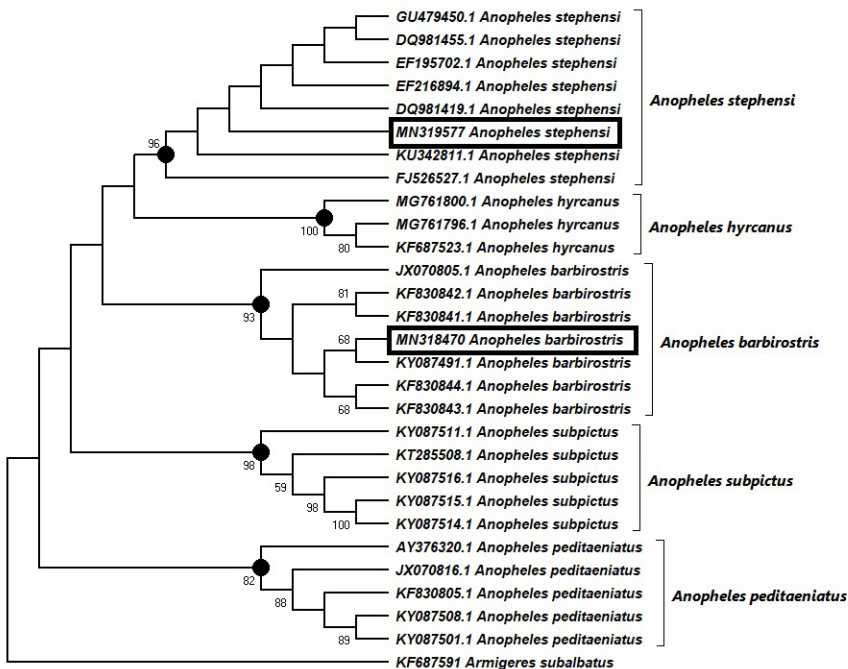 GU479450.1 Anopheles stephensi
DQ981455.1 Anopheles stephensi
EF195702.1 Anopheles stephensi
EF216894.1 Anopheles stephensi
DQ981419.1 Anopheles stephensi
Anopheles stephensi
MN319577 Anopheles stephensi
96
KU342811.1 Anopheles stephensi
FJ526527.1 Anopheles stephensi
MG761800.1 Anopheles hyrcanus
MG761796.1 Anopheles hyrcanus
Anopheles hyrcanus
100
80
KF687523.1 Anopheles hyrcanus
JX070805.1 Anopheles barbirostris
81
KF830842.1 Anopheles barbirostris
93
KF830841.1 Anopheles barbirostris
68
MN318470 Anopheles barbirostris
Anopheles barbirostris
KY087491.1 Anopheles barbirostris
KF830844.1 Anopheles barbirostris
68
KF830843.1 Anopheles barbirostris
KY087511.1 Anopheles subpictus
98
KT285508.1 Anopheles subpictus
59
KY087516.1 Anopheles subpictus
Anopheles subpictus
98
KY087515.1 Anopheles subpictus
100
KY087514.1 Anopheles subpictus
AY376320.1 Anopheles peditaeniatus
82
JX070816.1 Anopheles peditaeniatus
88
KF830805.1 Anopheles peditaeniatus
Anopheles peditaeniatus
KY087508.1 Anopheles peditaeniatus
89
KY087501.1 Anopheles peditaeniatus
KF687591 Armigeres subalbatus